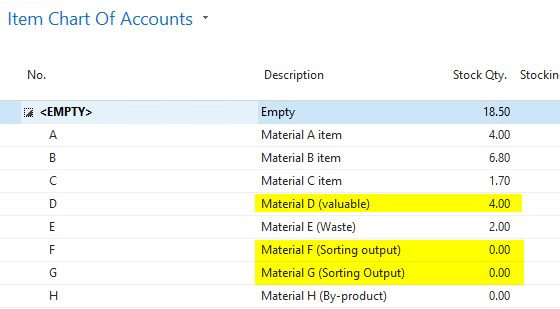 Item Chart Of Accounts
No. Description Stock Qty. Stockin
<EMPTY> Empty 18.50
A Material A item 4.00
B Material B item 6.80
C Material C item 1.70
D Material D (valuable) 4.00
E Material E (Waste) 2.00
F Material F (Sorting output) 0.00
G Material G (Sorting Output) 0.00
H Material H (By-product) 0.00